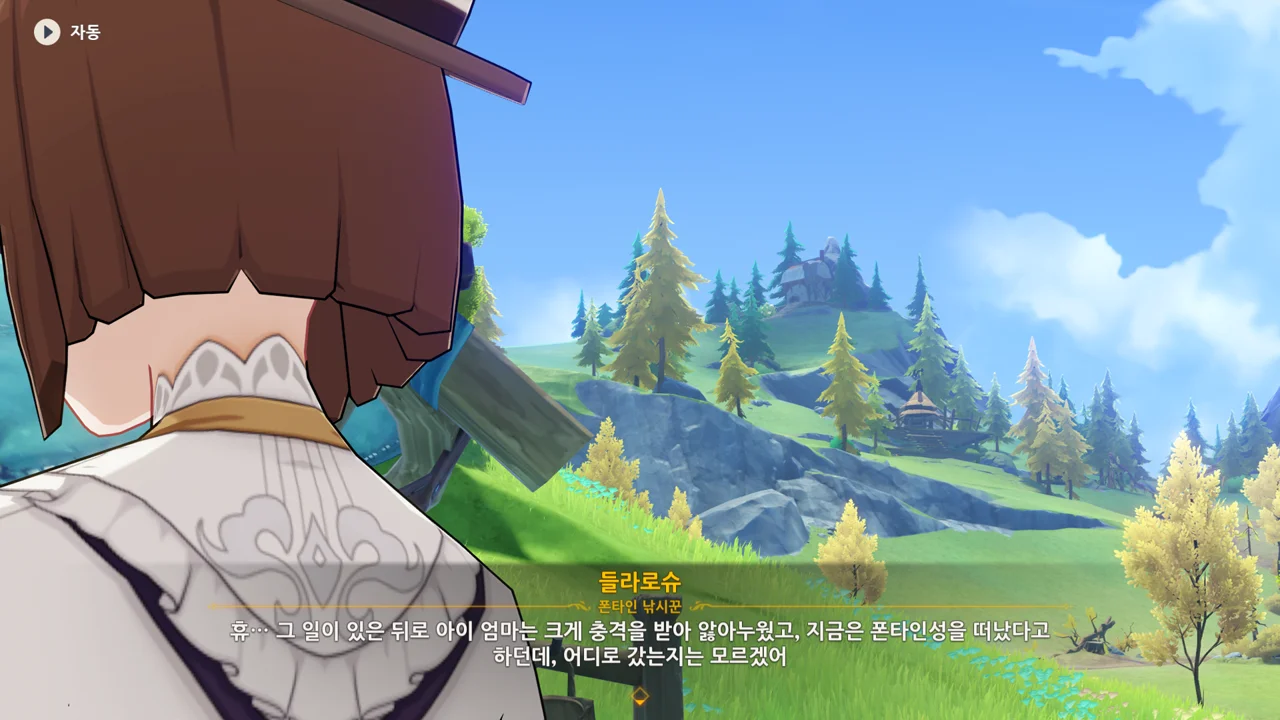 자동
들라로슈
폰타인 낚시꾼
휴… 그 일이 있은 뒤로 아이 엄마는 크게 충격을 받아 앓아누웠고, 지금은 폰타인성을 떠났다고
하던데, 어디로 갔는지는 모르겠어